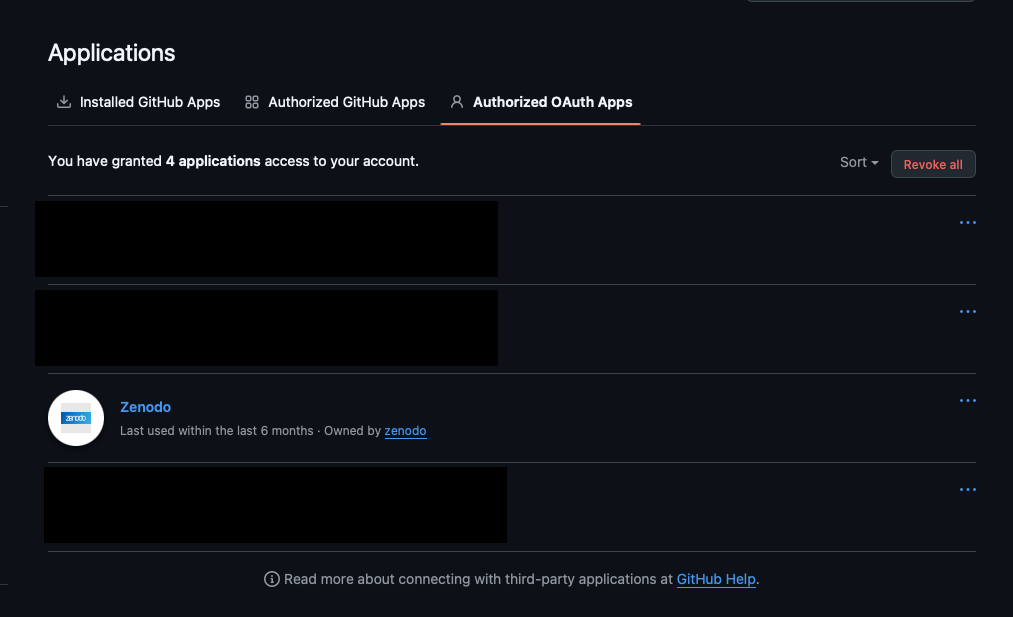 Applications
Installed GitHub Apps Authorized GitHub Apps Authorized OAuth Apps
You have granted 4 applications access to your account. Sort Revoke all
zenodo
Zenodo
Last used within the last 6 months · Owned by zenodo
Read more about connecting with third-party applications at GitHub Help.